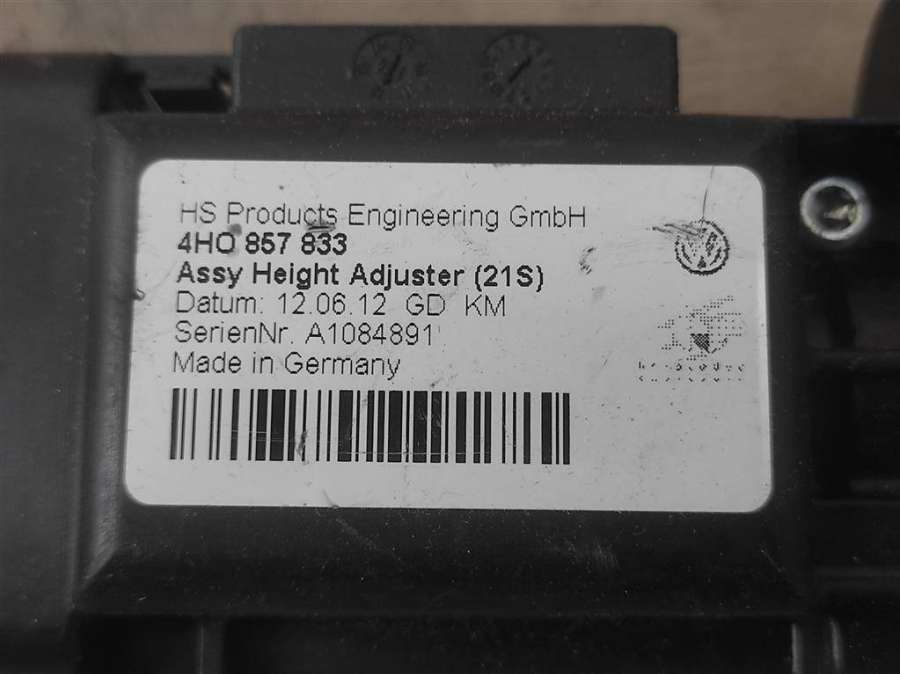 HS Products Engineering GmbH
4H0 857 833
Assy Height Adjuster (21S)
Datum: 12.06.12 GD KM
SerienNr. A1084891
Made in Germany